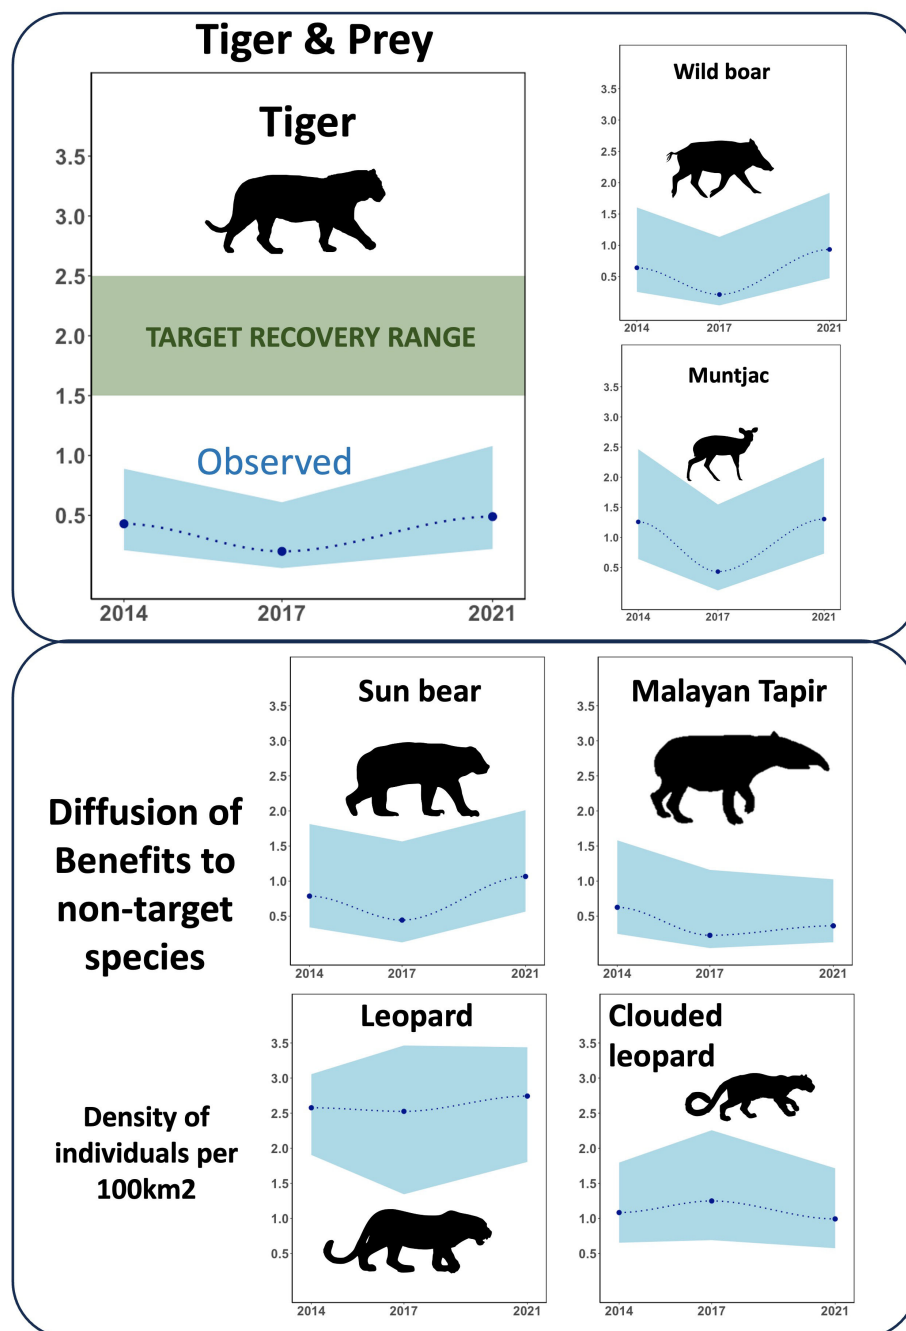 Tiger & Prey
Tiger
3.5
3.0
2.5
2.0
1.5
1.0
0.5
TARGET RECOVERY RANGE
Observed
2014 2017 2021
Wild boar
3.5
3.0
2.5
2.0
1.5
1.0
0.5
2014 2017 2021
Muntjac
3.5
3.0
2.5
2.0
1.5
1.0
0.5
2014 2017 2021
Diffusion of
Benefits to
non-target
species
Density of
individuals per
100km2
Sun bear
3.5
3.0
2.5
2.0
1.5
1.0
0.5
2014 2017 2021
Malayan Tapir
3.5
3.0
2.5
2.0
1.5
1.0
0.5
2014 2017 2021
Leopard
3.5
3.0
2.5
2.0
1.5
1.0
0.5
2014 2017 2021
Clouded
leopard
3.5
3.0
2.5
2.0
1.5
1.0
0.5
2014 2017 2021